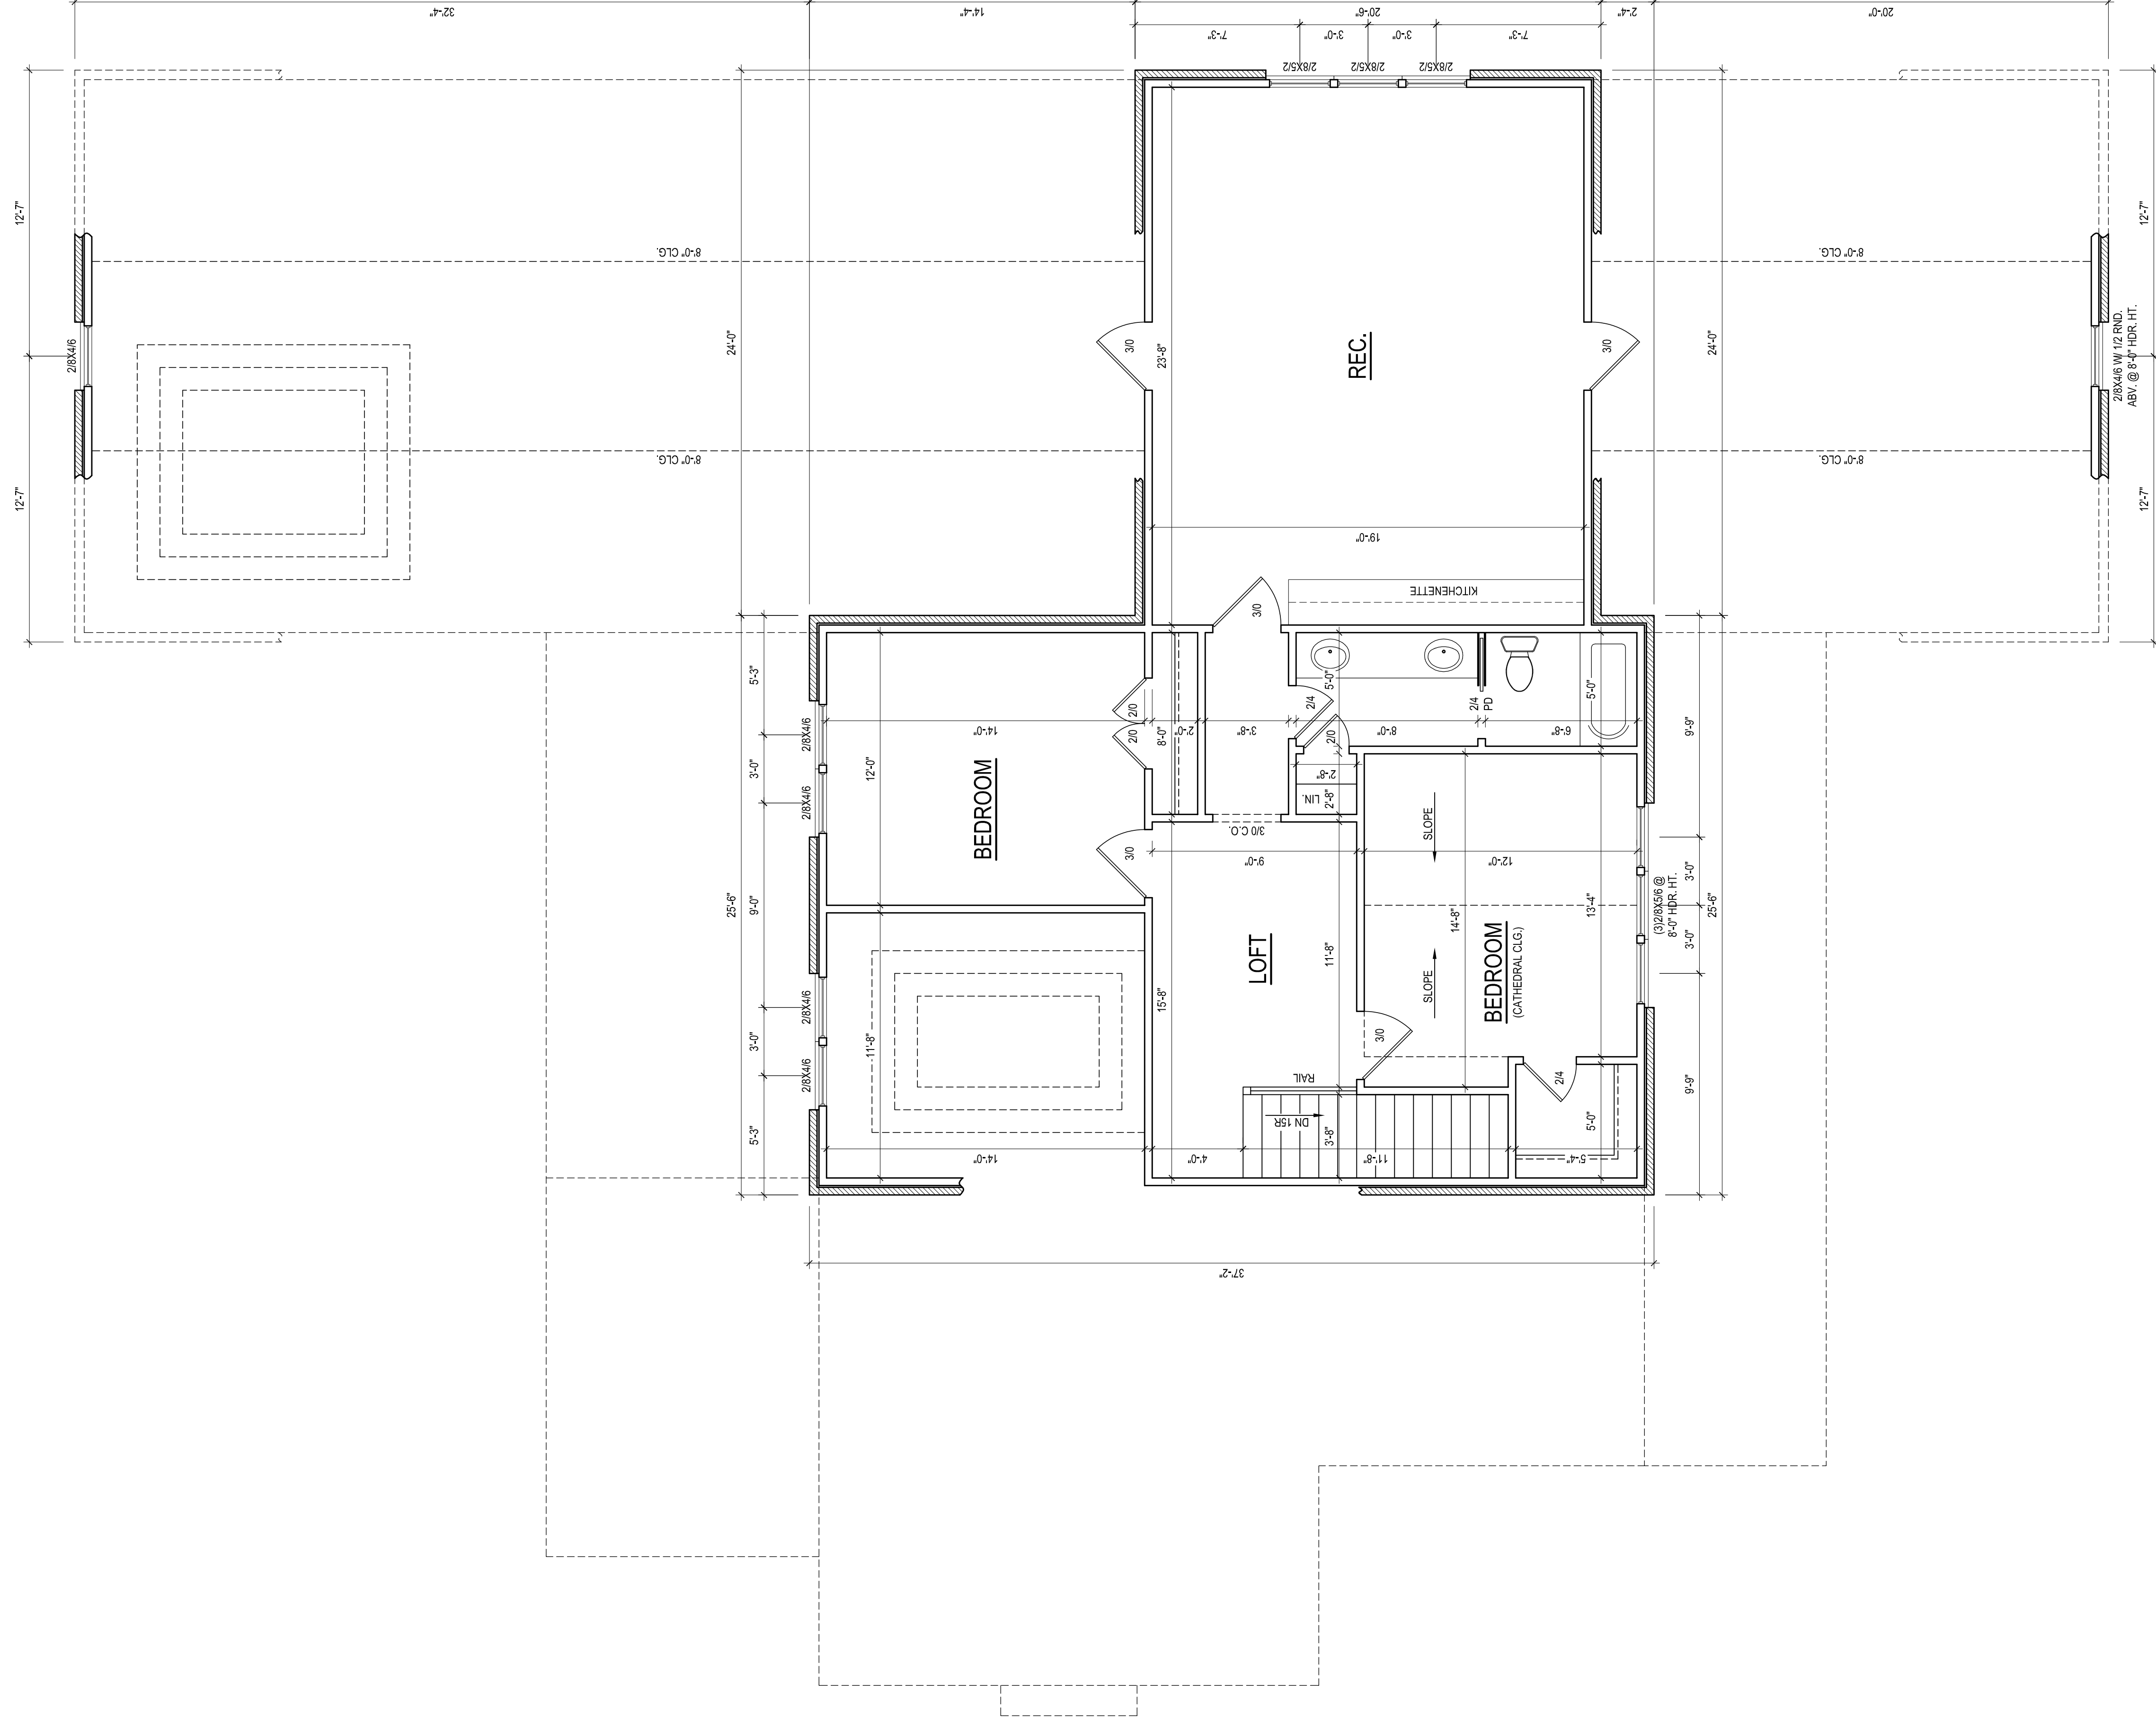 32'-4"
14'-4"
20'-6"
2'-4"
20'-0"
7'-3"
3'-0"
3'-0"
7'-3"
2/8X5/2
2/8X5/2
2/8X5/2
12'-7"
12'-7"
8'-0" CLG.
8'-0" CLG.
2/8X4/6
24'-0"
3/0
23'-8"
REC.
3/0
24'-0"
2/8X4/6 W/ 1/2 RND.
ABV. @ 8'-0" HDR. HT.
8'-0" CLG.
8'-0" CLG.
12'-7"
12'-7"
19'-0"
KITCHENETTE
3/0
5'-3"
2/8X4/6
3'-0"
2/8X4/6
14'-0"
12'-0"
BEDROOM
2/0
2/0
8'-0"
2'-0"
3'-8"
2/4
5'-0"
2/0
8'-0"
2/4
PD
6'-8"
5'-0"
9'-9"
2'-8"
LIN.
2'-8"
3/0 C.O.
3/0
9'-0"
SLOPE
12'-0"
25'-6"
9'-0"
LOFT
11'-8"
14'-8"
13'-4"
SLOPE
BEDROOM
(CATHEDRAL CLG.)
(3)2/8X5/6 @
8'-0" HDR. HT.
3'-0"
3'-0"
25'-6"
2/8X4/6
3'-0"
2/8X4/6
11'-8"
15'-8"
3/0
RAIL
DN 15R
2/4
9'-9"
5'-3"
14'-0"
4'-0"
3'-8"
11'-8"
5'-0"
5'-4"
37'-2"